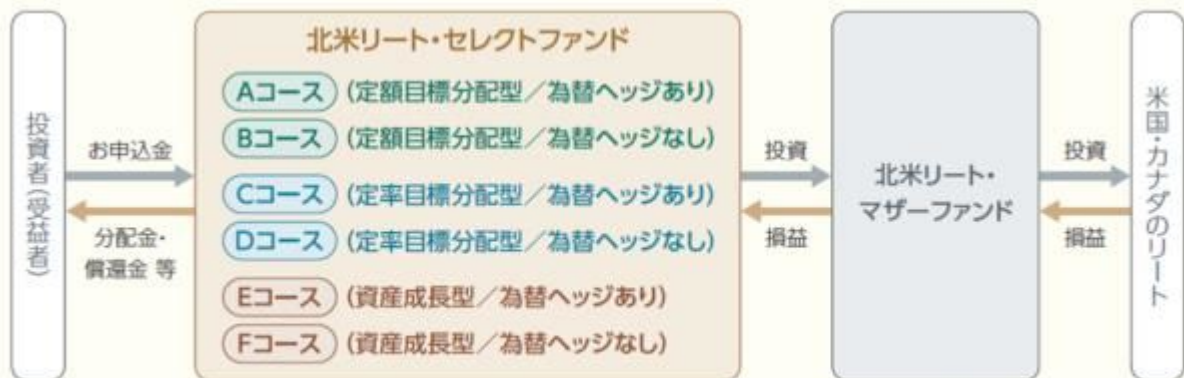 投資者(受益者)
お申込金
分配金・
償還金 等
北米リート・セレクトファンド
Aコース (定額目標分配型／為替ヘッジあり)
Bコース (定額目標分配型／為替ヘッジなし)
Cコース (定率目標分配型／為替ヘッジあり)
Dコース (定率目標分配型／為替ヘッジなし)
Eコース (資産成長型／為替ヘッジあり)
Fコース (資産成長型／為替ヘッジなし)
投資
損益
北米リート・
マザーファンド
投資
損益
米国・カナダのリート